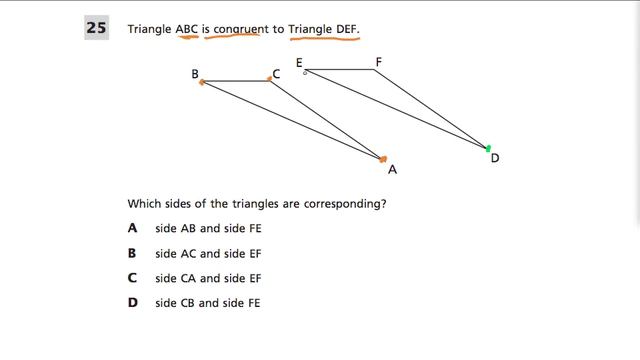 25 Triangle ABC is congruent to Triangle DEF.
E F
B C
A D
Which sides of the triangles are corresponding?
A side AB and side FE
B side AC and side EF
C side CA and side EF
D side CB and side FE